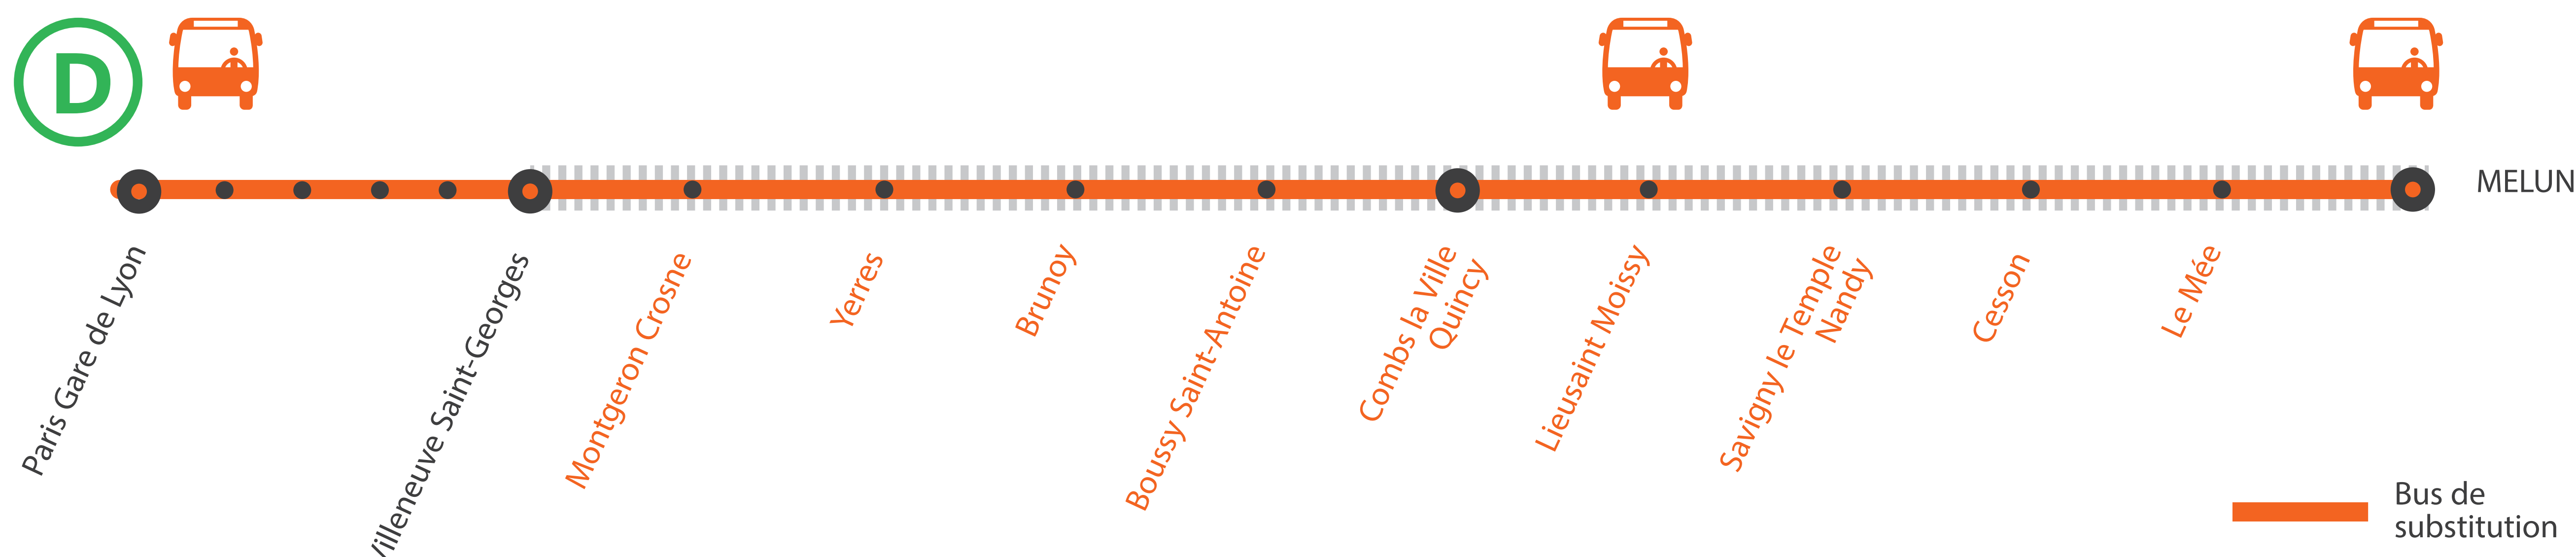 D
MELUN
Paris Gare de Lyon
Villeneuve Saint-Georges
Montgeron Crosne
Yerres
Brunoy
Boussy Saint-Antoine
Combs la Ville
Quincy
Lieusaint Moissy
Savigny le Temple
Nandy
Cesson
Le Mée
Bus de
substitution